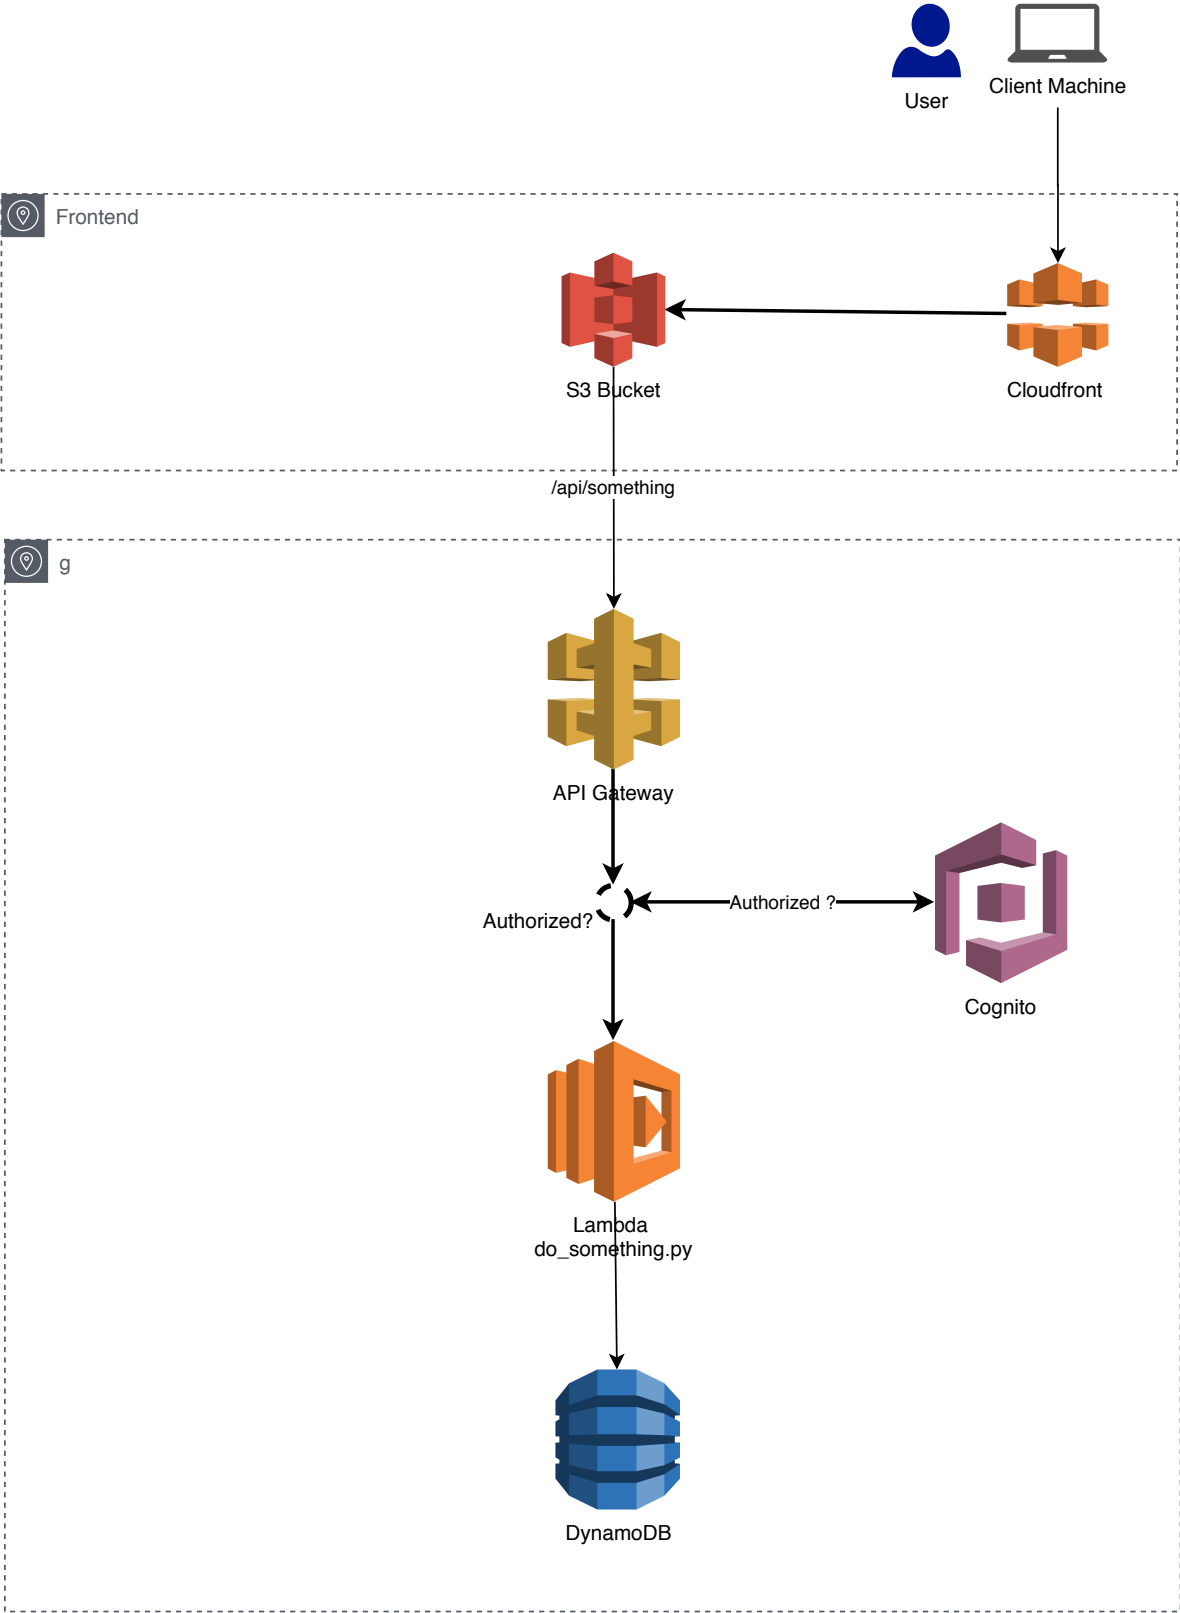 User
Client Machine
Frontend
S3 Bucket
Cloudfront
/api/something
g
API Gateway
Authorized?
Authorized ?
Cognito
Lambda
do_something.py
DynamoDB